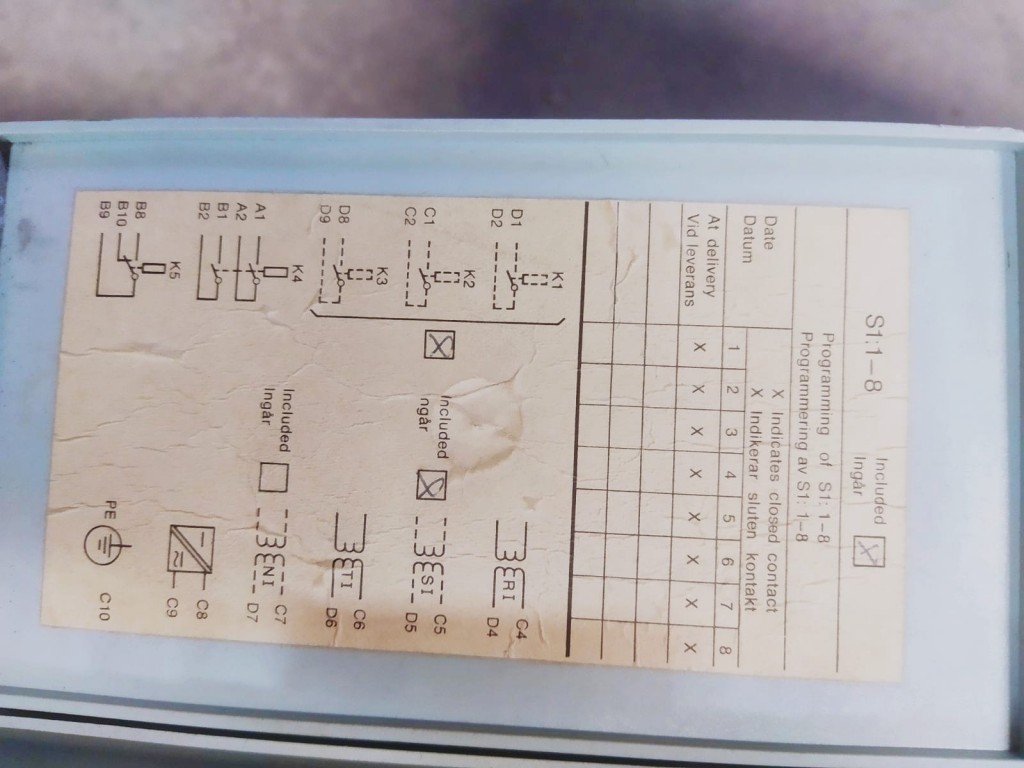 S1:1-8
Included
Ingår
Programming of S1: 1-8
Programmering av S1: 1-8
Date
Datum
X Indicates closed contact
X Indikerar sluten kontakt
1 2 3 4 5 6 7 8
At delivery
Vid leverans
X X X X X X X X
K1
D1
D2
K2
C1
C2
K3
D8
D9
K4
A1
A2
B1
B2
K5
B8
B10
B9
Included
Ingår
Included
Ingår
RI
C4
D4
SI
C5
D5
TI
C6
D6
NI
C7
D7
C8
C9
PE
C10